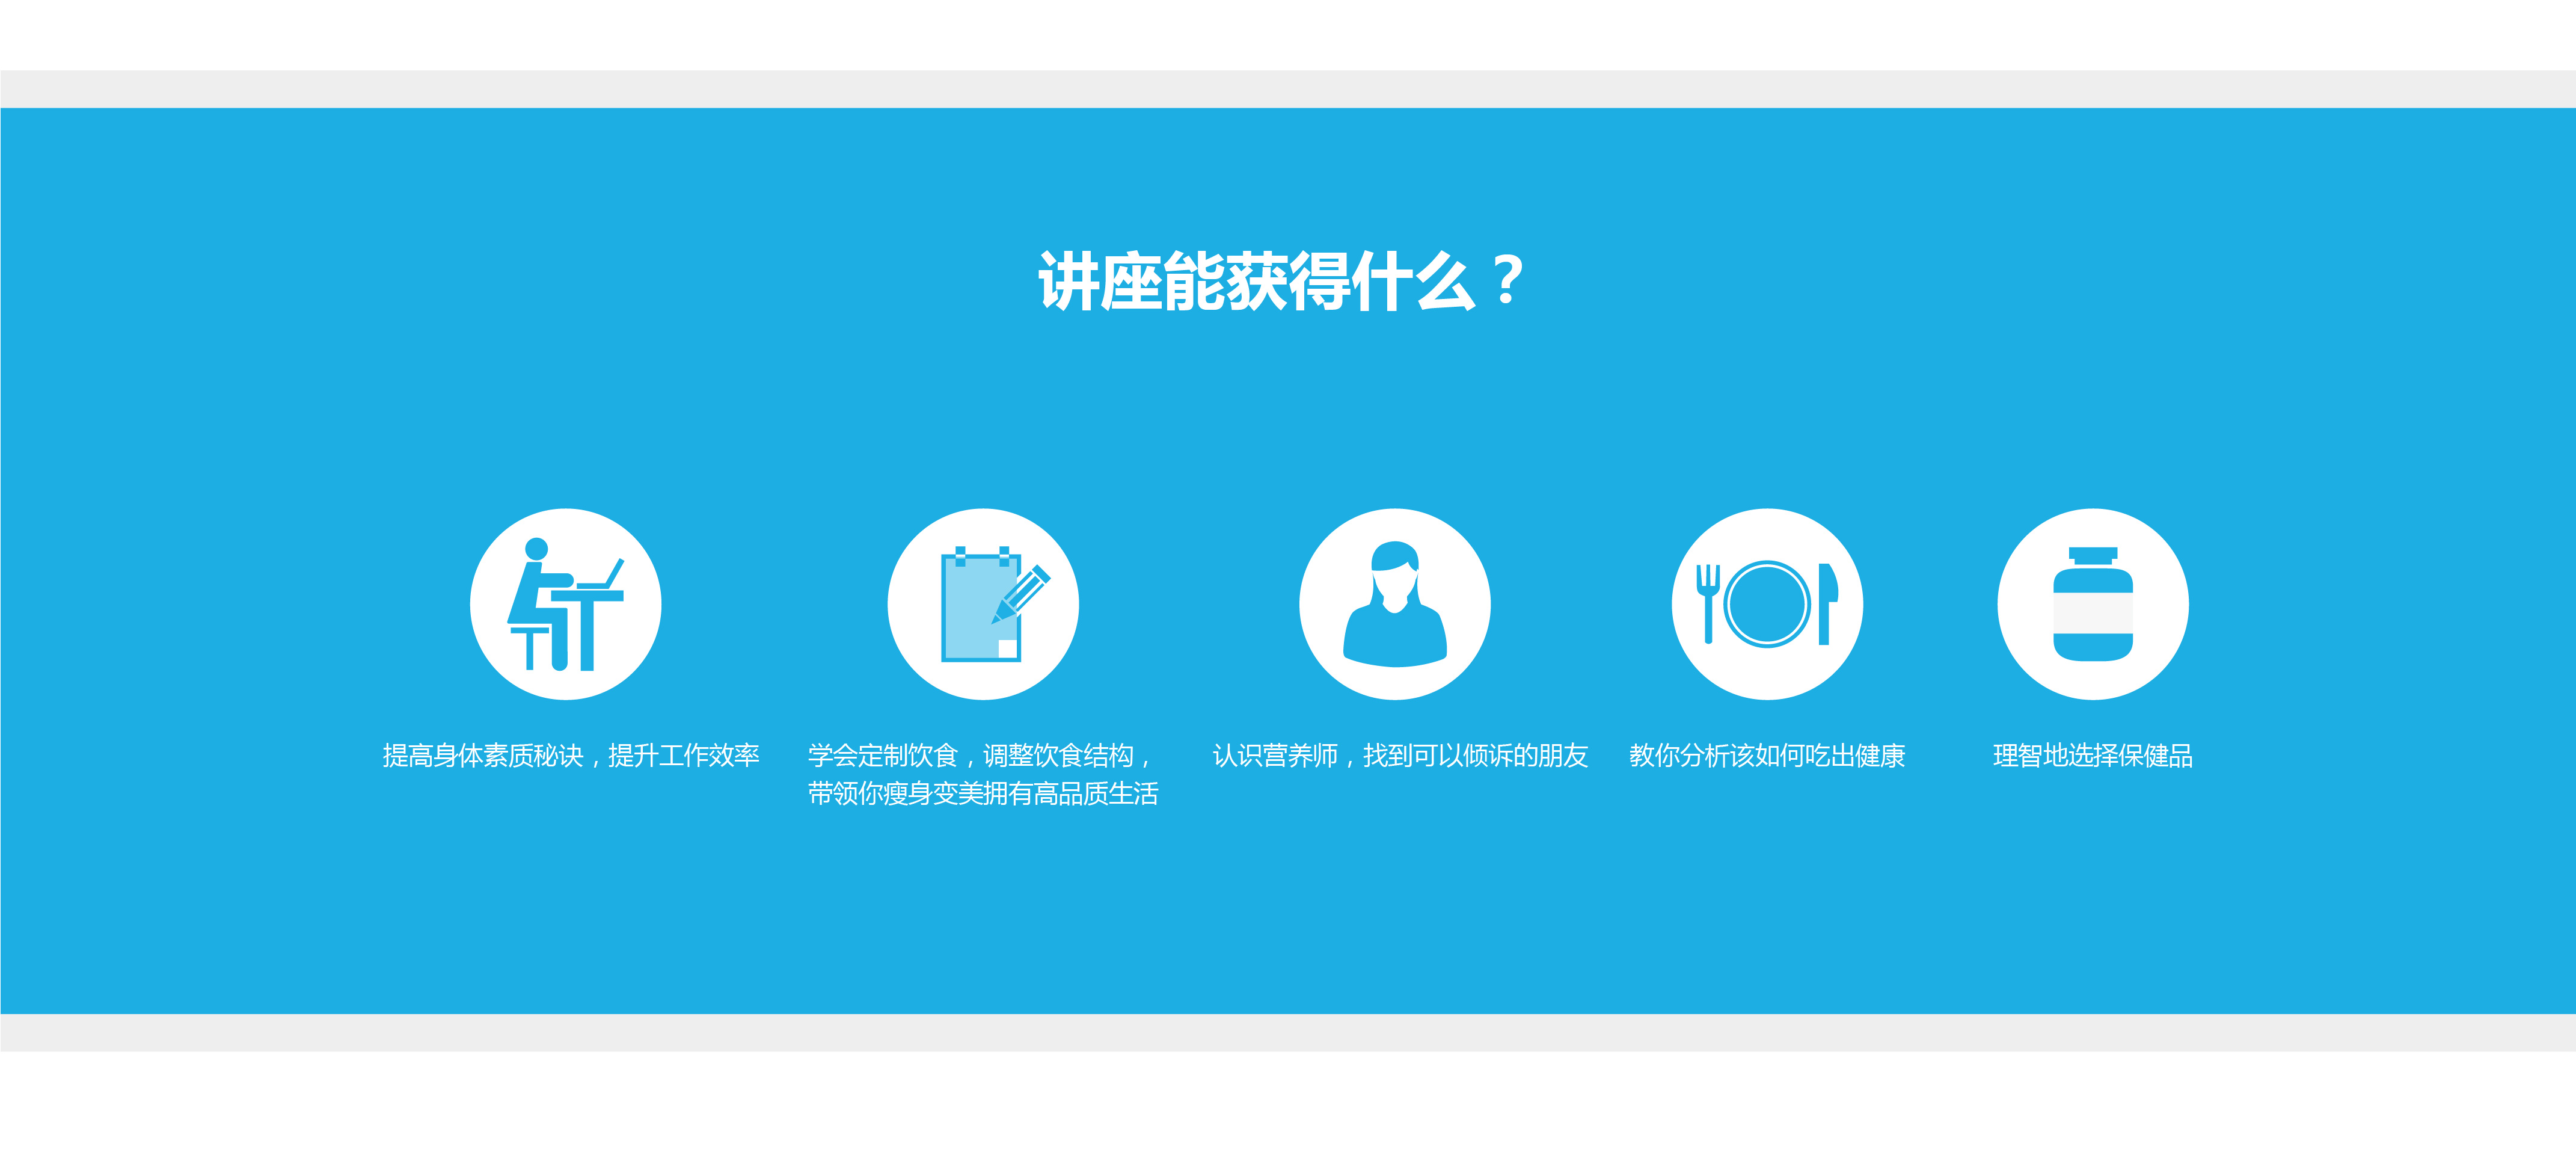 讲座能获得什么？
提高身体素质秘诀，提升工作效率
学会定制饮食，调整饮食结构，
带领你瘦身变美拥有高品质生活
认识营养师，找到可以倾诉的朋友
教你分析该如何吃出健康
理智地选择保健品